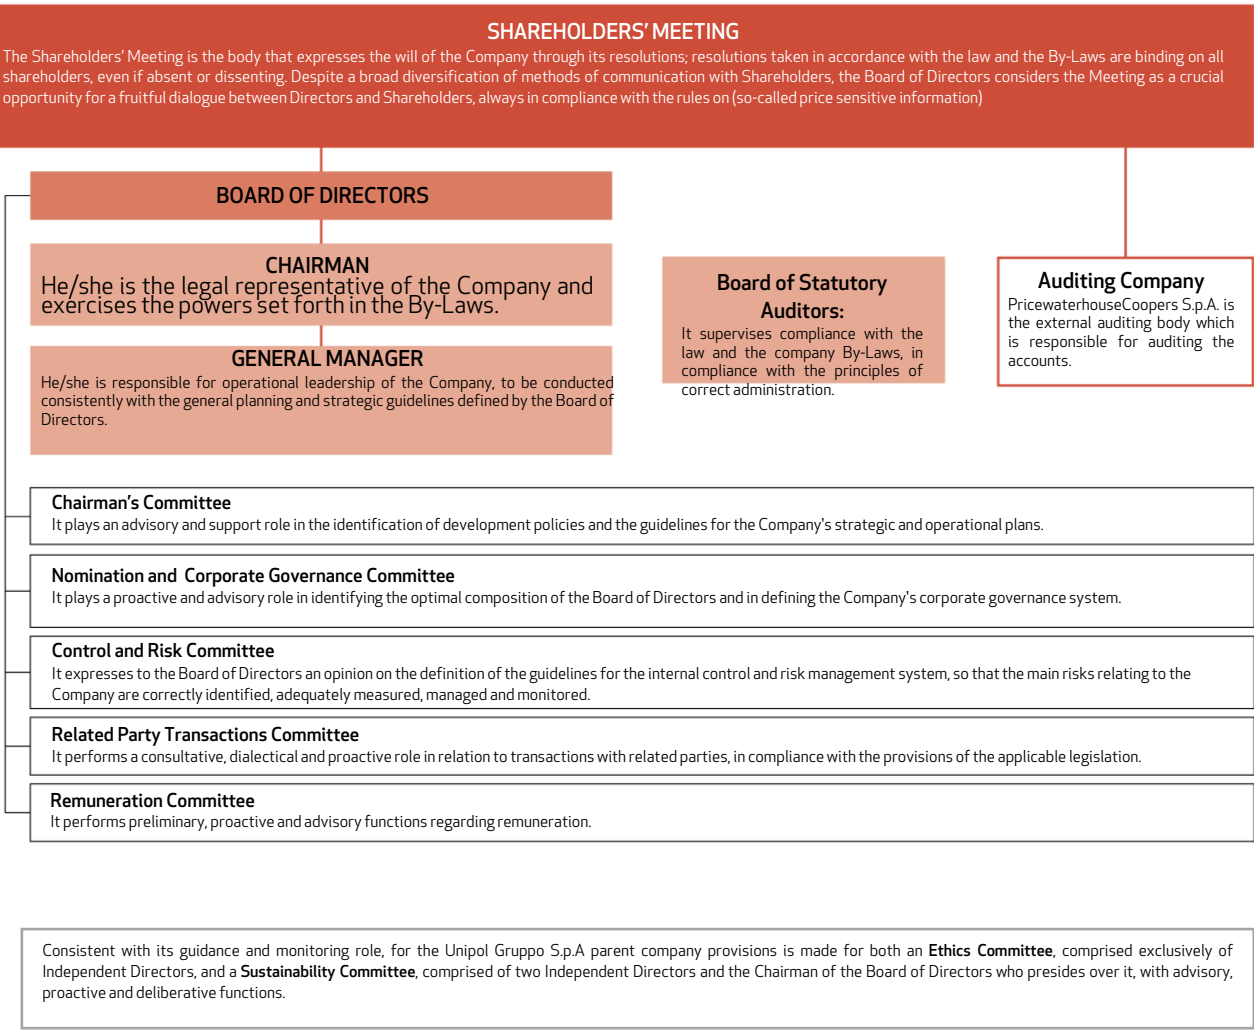 SHAREHOLDERS’ MEETING
The Shareholders’ Meeting is the body that expresses the will of the Company through its resolutions; resolutions taken in accordance with the law and the By-Laws are binding on all
shareholders, even if absent or dissenting. Despite a broad diversification of methods of communication with Shareholders, the Board of Directors considers the Meeting as a crucial
opportunity for a fruitful dialogue between Directors and Shareholders, always in compliance with the rules on (so-called price sensitive information)
BOARD OF DIRECTORS
CHAIRMAN
He/she is the legal representative of the Company and
exercises the powers set forth in the By-Laws.
GENERAL MANAGER
He/she is responsible for operational leadership of the Company, to be conducted
consistently with the general planning and strategic guidelines defined by the Board of
Directors.
Board of Statutory
Auditors:
It supervises compliance with the
law and the company By-Laws, in
compliance with the principles of
correct administration.
Auditing Company
PricewaterhouseCoopers S.p.A. is
the external auditing body which
is responsible for auditing the
accounts.
Chairman’s Committee
It plays an advisory and support role in the identification of development policies and the guidelines for the Company's strategic and operational plans.
Nomination and Corporate Governance Committee
It plays a proactive and advisory role in identifying the optimal composition of the Board of Directors and in defining the Company's corporate governance system.
Control and Risk Committee
It expresses to the Board of Directors an opinion on the definition of the guidelines for the internal control and risk management system, so that the main risks relating to the
Company are correctly identified, adequately measured, managed and monitored.
Related Party Transactions Committee
It performs a consultative, dialectical and proactive role in relation to transactions with related parties, in compliance with the provisions of the applicable legislation.
Remuneration Committee
It performs preliminary, proactive and advisory functions regarding remuneration.
Consistent with its guidance and monitoring role, for the Unipol Gruppo S.p.A parent company provisions is made for both an Ethics Committee, comprised exclusively of
Independent Directors, and a Sustainability Committee, comprised of two Independent Directors and the Chairman of the Board of Directors who presides over it, with advisory,
proactive and deliberative functions.